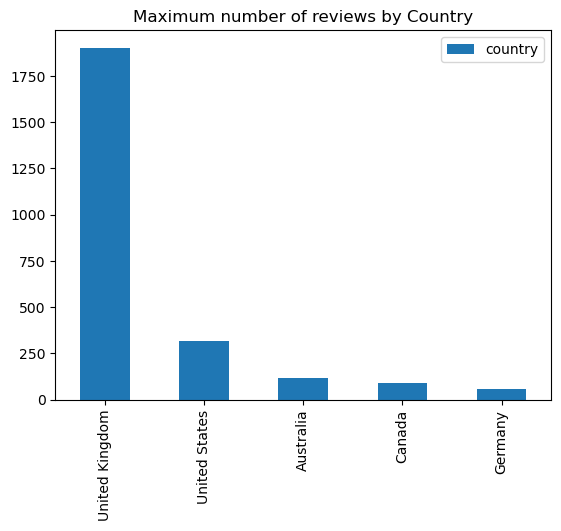 Maximum number of reviews by Country
country
1750
1500
1250
1000
750
500
250
0
United Kingdom
United States
Australia
Canada
Germany